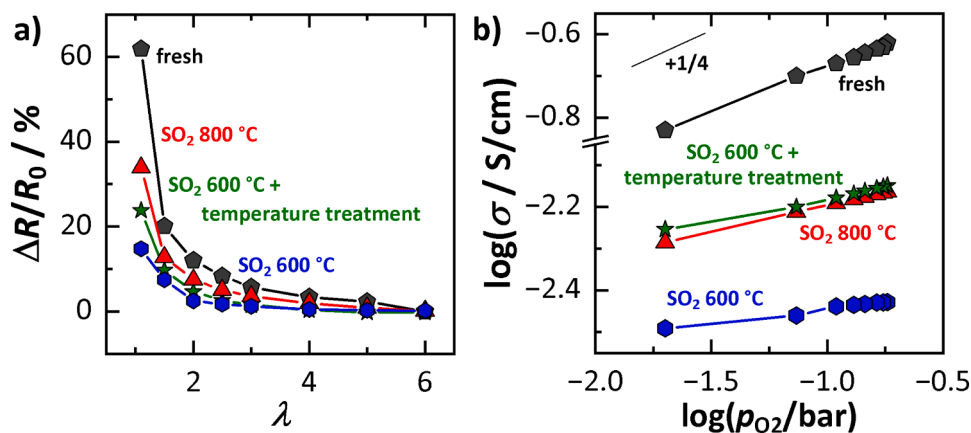 a)
60
40
20
0
ΔR/R₀ / %
fresh
SO₂ 800 °C
SO₂ 600 °C +
temperature treatment
SO₂ 600 °C
2
4
6
λ
b)
−0.6
−0.8
−2.2
−2.4
log(σ / S/cm)
+1/4
fresh
SO₂ 600 °C +
temperature treatment
SO₂ 800 °C
SO₂ 600 °C
−2.0
−1.5
−1.0
−0.5
log(pO2/bar)